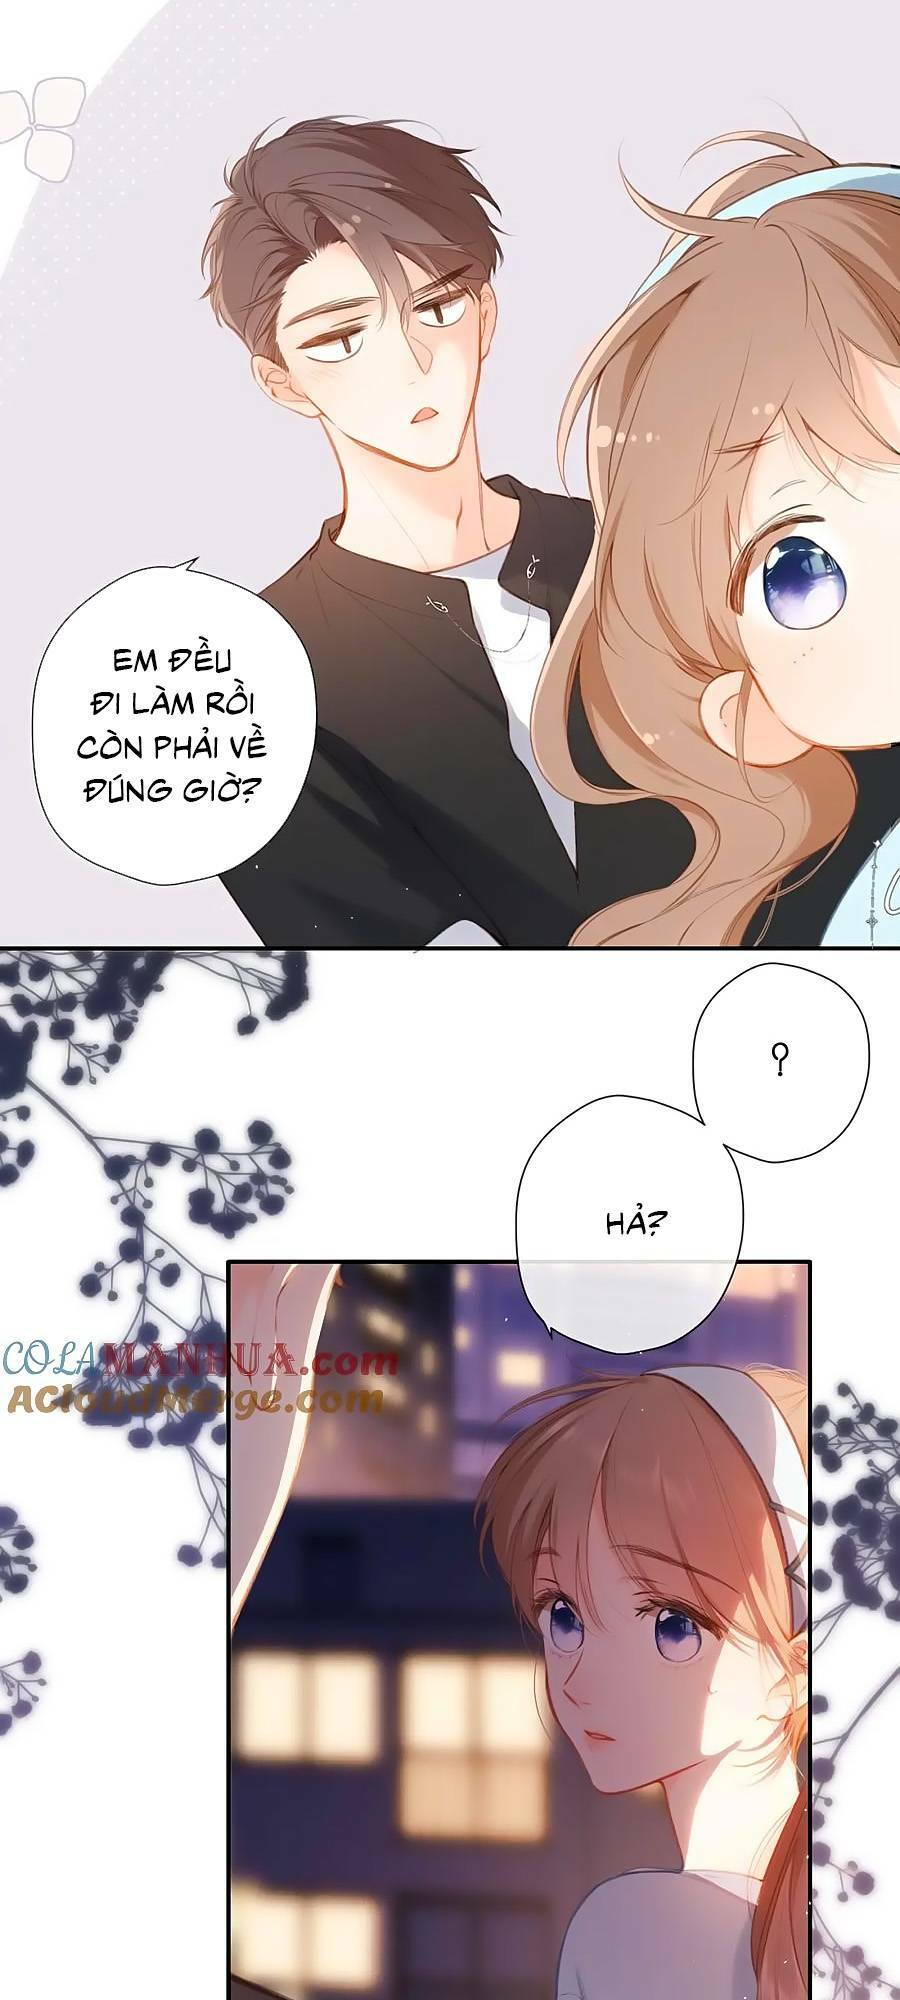 EM ĐỀU
ĐI LÀM RỒI
CÒN PHẢI VỀ
ĐÚNG GIỜ?
?
HẢ?
COLAMANHUA.com
ACloudMerge.com